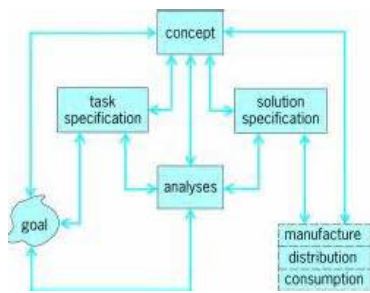 concept
task
specification
solution
specification
analyses
goal
manufacture
distribution
consumption